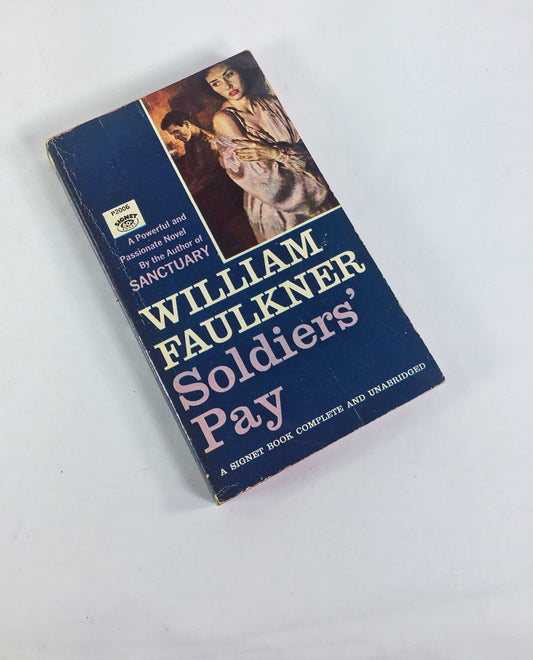 P2006
SIGNET
BOOKS
A Powerful and
Passionate Novel
By the Author of
SANCTUARY
WILLIAM
FAULKNER
Soldiers'
Pay
A SIGNET BOOK COMPLETE AND UNABRIDGED